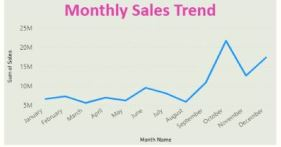 Monthly Sales Trend
25M
20M
15M
10M
5M
Sum of Sales
January
February
March
April
May
June
July
August
September
October
November
December
Month Name